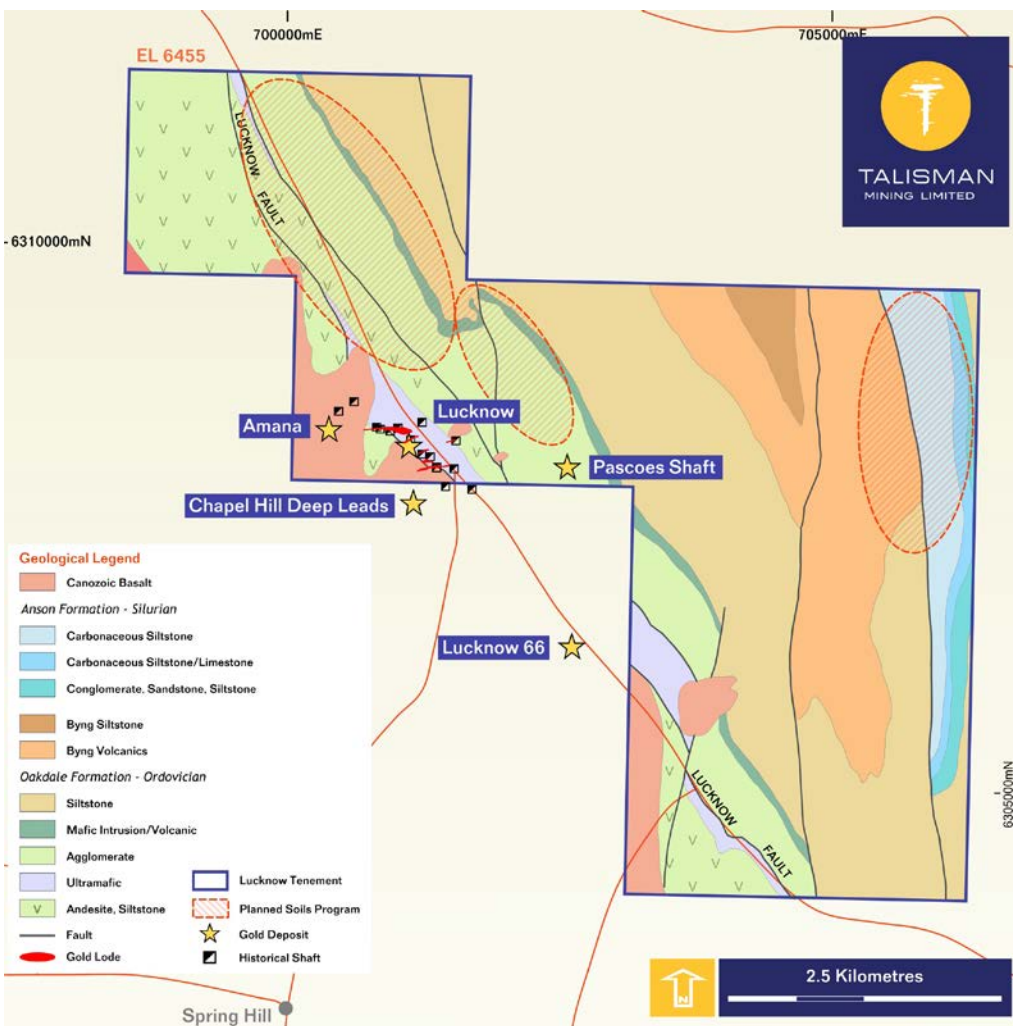 700000mE
705000mE
EL 6455
LUCKNOW
FAULT
TALISMAN
MINING LIMITED
6310000mN
Amana
Lucknow
Pascoes Shaft
Chapel Hill Deep Leads
Lucknow 66
Geological Legend
Canozoic Basalt
Anson Formation - Silurian
Carbonaceous Siltstone
Carbonaceous Siltstone/Limestone
Conglomerate, Sandstone, Siltstone
Byng Siltstone
Byng Volcanics
Oakdale Formation - Ordovician
Siltstone
Mafic Intrusion/Volcanic
Agglomerate
Ultramafic
V Andesite, Siltstone
Fault
Gold Lode
Lucknow Tenement
Planned Soils Program
Gold Deposit
Historical Shaft
6305000mN
LUCKNOW
FAULT
N
2.5 Kilometres
Spring Hill